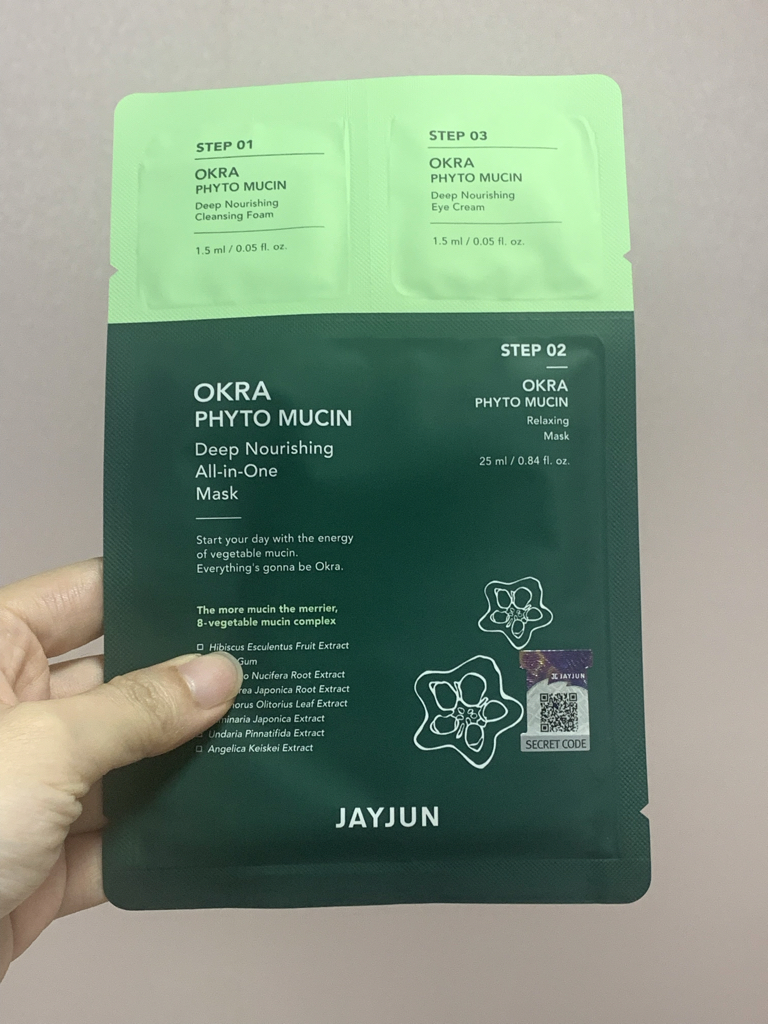 STEP 01
OKRA
PHYTO MUCIN
Deep Nourishing
Cleansing Foam
1.5 ml / 0.05 fl. oz.
STEP 03
OKRA
PHYTO MUCIN
Deep Nourishing
Eye Cream
1.5 ml / 0.05 fl. oz.
STEP 02
OKRA
PHYTO MUCIN
Relaxing
Mask
25 ml / 0.84 fl. oz.
OKRA
PHYTO MUCIN
Deep Nourishing
All-in-One
Mask
Start your day with the energy
of vegetable mucin.
Everything's gonna be Okra.
The more mucin the merrier,
8-vegetable mucin complex
Hibiscus Esculentus Fruit Extract
Gum
Nucifera Root Extract
Japonica Root Extract
Olitorius Leaf Extract
Japonica Extract
Undaria Pinnatifida Extract
Angelica Keiskei Extract
JAYJUN
SECRET CODE
JAYJUN